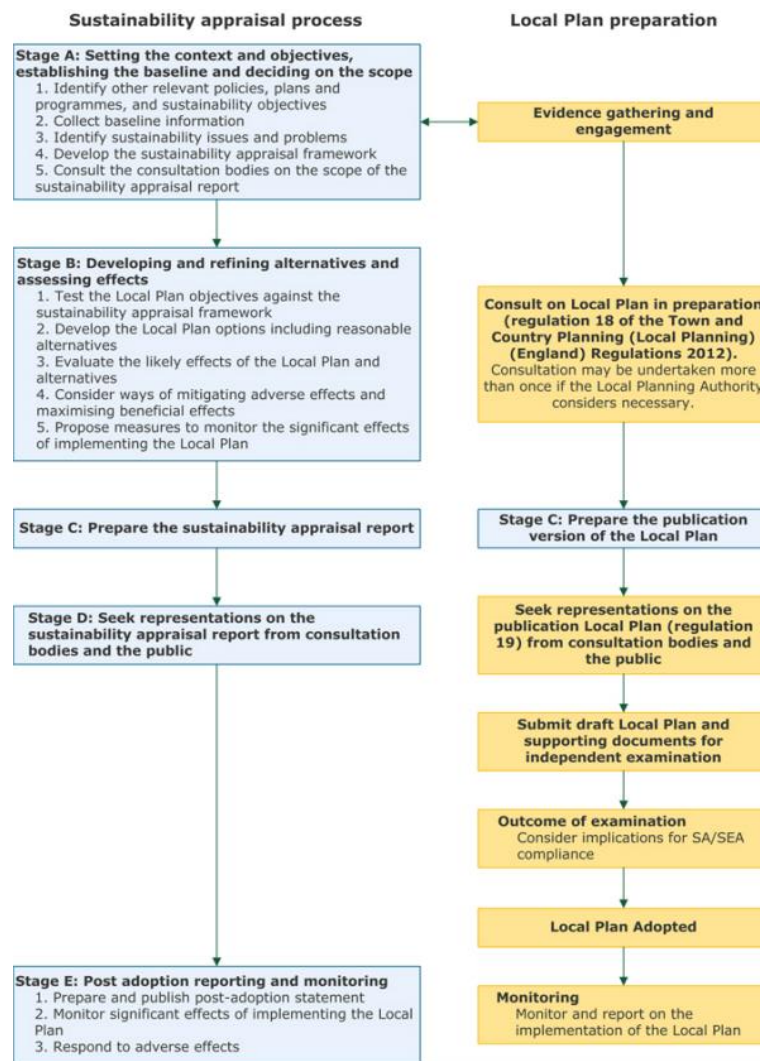 Sustainability appraisal process
Local Plan preparation
Stage A: Setting the context and objectives,
establishing the baseline and deciding on the scope
1. Identify other relevant policies, plans and
programmes, and sustainability objectives
2. Collect baseline information
3. Identify sustainability issues and problems
4. Develop the sustainability appraisal framework
5. Consult the consultation bodies on the scope of the
sustainability appraisal report
Evidence gathering and
engagement
Stage B: Developing and refining alternatives and
assessing effects
1. Test the Local Plan objectives against the
sustainability appraisal framework
2. Develop the Local Plan options including reasonable
alternatives
3. Evaluate the likely effects of the Local Plan and
alternatives
4. Consider ways of mitigating adverse effects and
maximising beneficial effects
5. Propose measures to monitor the significant effects
of implementing the Local Plan
Consult on Local Plan in preparation
(regulation 18 of the Town and
Country Planning (Local Planning)
(England) Regulations 2012).
Consultation may be undertaken more
than once if the Local Planning Authority
considers necessary.
Stage C: Prepare the sustainability appraisal report
Stage C: Prepare the publication
version of the Local Plan
Stage D: Seek representations on the
sustainability appraisal report from consultation
bodies and the public
Seek representations on the
publication Local Plan (regulation
19) from consultation bodies and
the public
Submit draft Local Plan and
supporting documents for
independent examination
Outcome of examination
Consider implications for SA/SEA
compliance
Local Plan Adopted
Stage E: Post adoption reporting and monitoring
1. Prepare and publish post-adoption statement
2. Monitor significant effects of implementing the Local
Plan
3. Respond to adverse effects
Monitoring
Monitor and report on the
implementation of the Local Plan